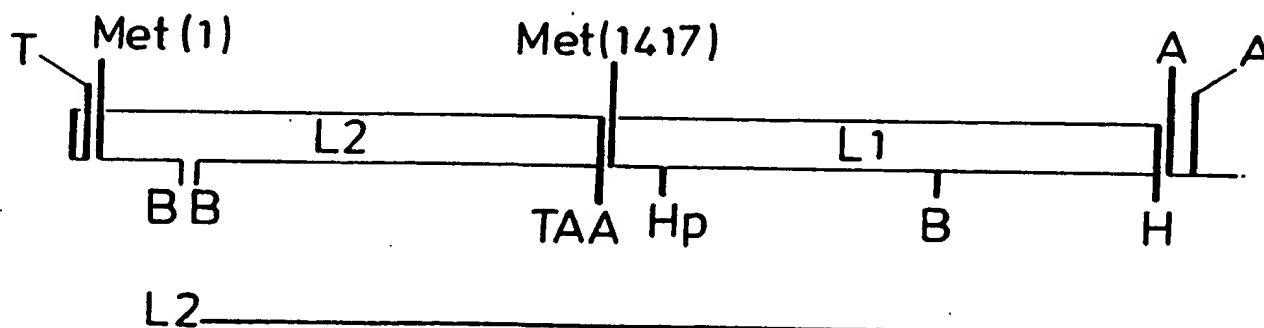 T Met (1) Met (1417) A A
L2 L1
B B TAA Hp B H
L2